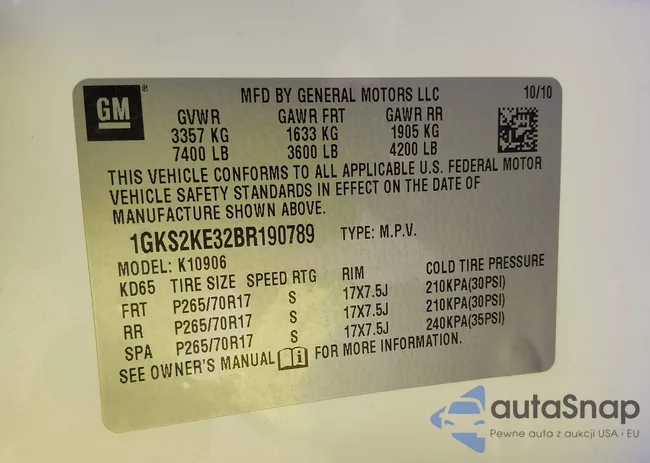 GM
MFD BY GENERAL MOTORS LLC 10/10
GVWR GAWR FRT GAWR RR
3357 KG 1633 KG 1905 KG
7400 LB 3600 LB 4200 LB
THIS VEHICLE CONFORMS TO ALL APPLICABLE U.S. FEDERAL MOTOR
VEHICLE SAFETY STANDARDS IN EFFECT ON THE DATE OF
MANUFACTURE SHOWN ABOVE.
1GKS2KE32BR190789 TYPE: M.P.V.
MODEL: K10906
KD65 TIRE SIZE SPEED RTG RIM COLD TIRE PRESSURE
FRT P265/70R17 S 17X7.5J 210KPA(30PSI)
RR P265/70R17 S 17X7.5J 210KPA(30PSI)
SPA P265/70R17 S 17X7.5J 240KPA(35PSI)
SEE OWNER'S MANUAL i FOR MORE INFORMATION.
autaSnap
Pewne auta z aukcji USA i EU